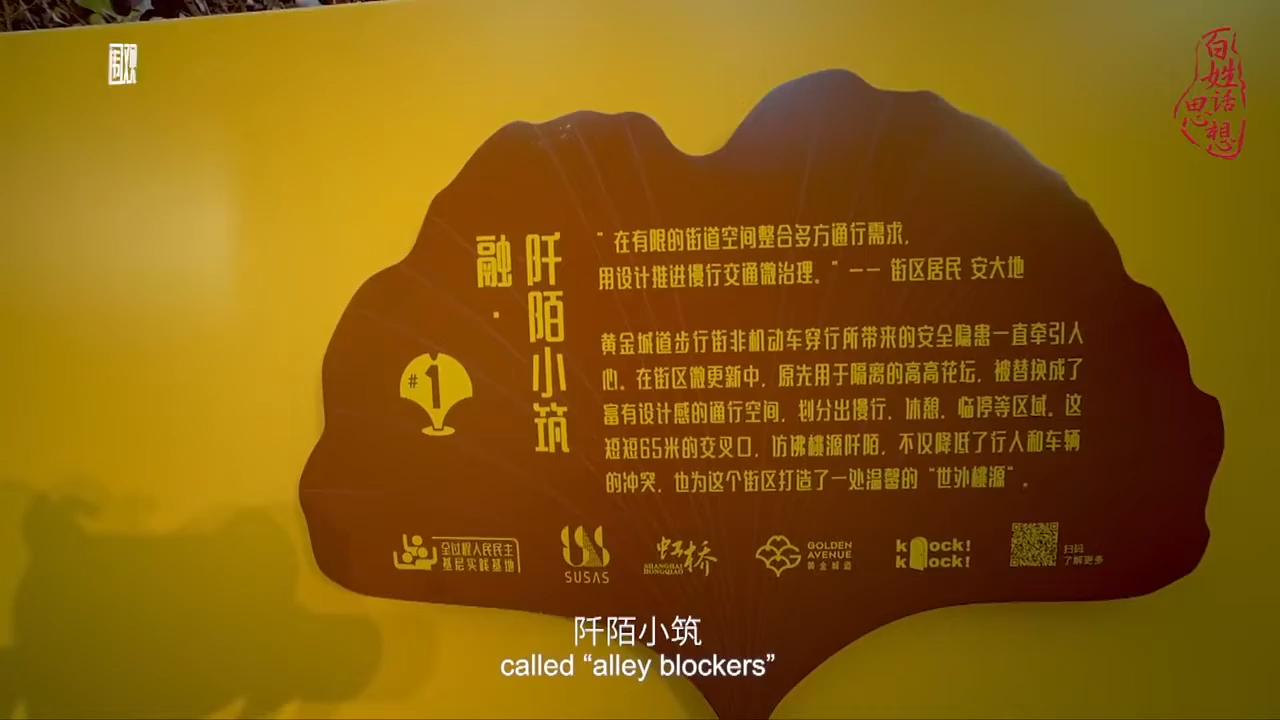 围观
百姓话思想
融·
阡陌小筑
#1
“在有限的街道空间整合多方通行需求,
用设计推进慢行交通微治理。”—— 街区居民 安大地
黄金城道步行街非机动车穿行所带来的安全隐患一直牵引人
心。在街区微更新中, 原先用于隔离的高高花坛, 被替换成了
富有设计感的通行空间, 划分出慢行、休憩、临停等区域。这
短短65米的交叉口, 仿佛桃源阡陌, 不仅降低了行人和车辆
的冲突, 也为这个街区打造了一处温馨的“世外桃源”。
全过程人民民主
基层实践基地
SUSAS
虹桥
SHANGHAI
HONGQIAO
GOLDEN
AVENUE
黄金城道
knock!
knock!
扫码
了解更多
阡陌小筑
called “alley blockers”